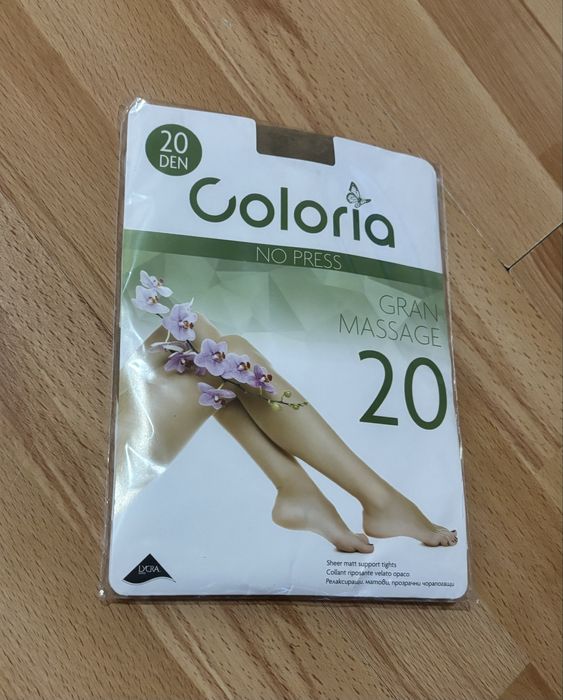 20
DEN
Coloria
NO PRESS
GRAN
MASSAGE
20
LYCRA
Sheer matt support tights
Collant riposante velato opaco
Релаксиращи, матови, прозрачни чорапогащи